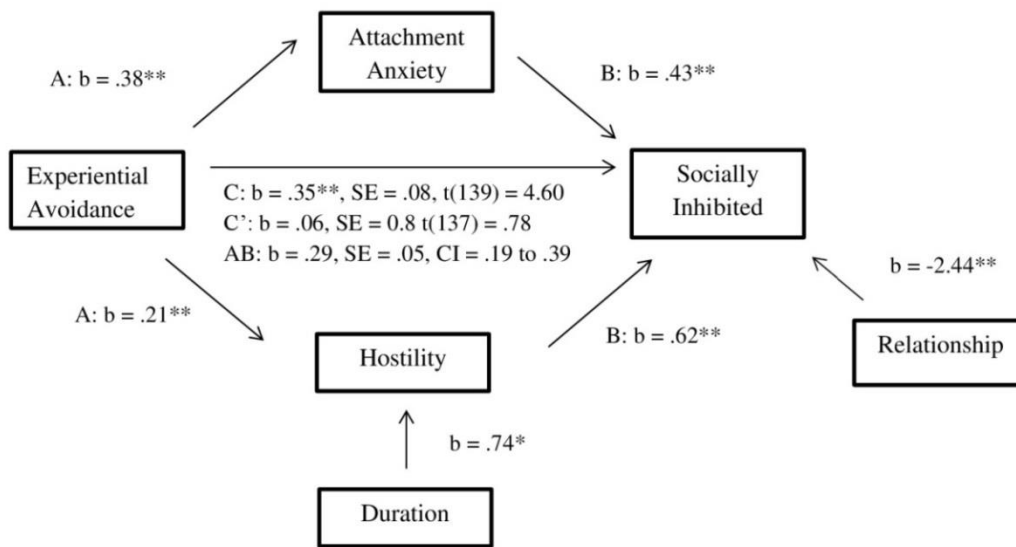 Attachment
Anxiety
A: b = .38**
B: b = .43**
Experiential
Avoidance
C: b = .35**, SE = .08, t(139) = 4.60
C’: b = .06, SE = 0.8 t(137) = .78
AB: b = .29, SE = .05, CI = .19 to .39
Socially
Inhibited
b = -2.44**
A: b = .21**
Hostility
B: b = .62**
Relationship
b = .74*
Duration